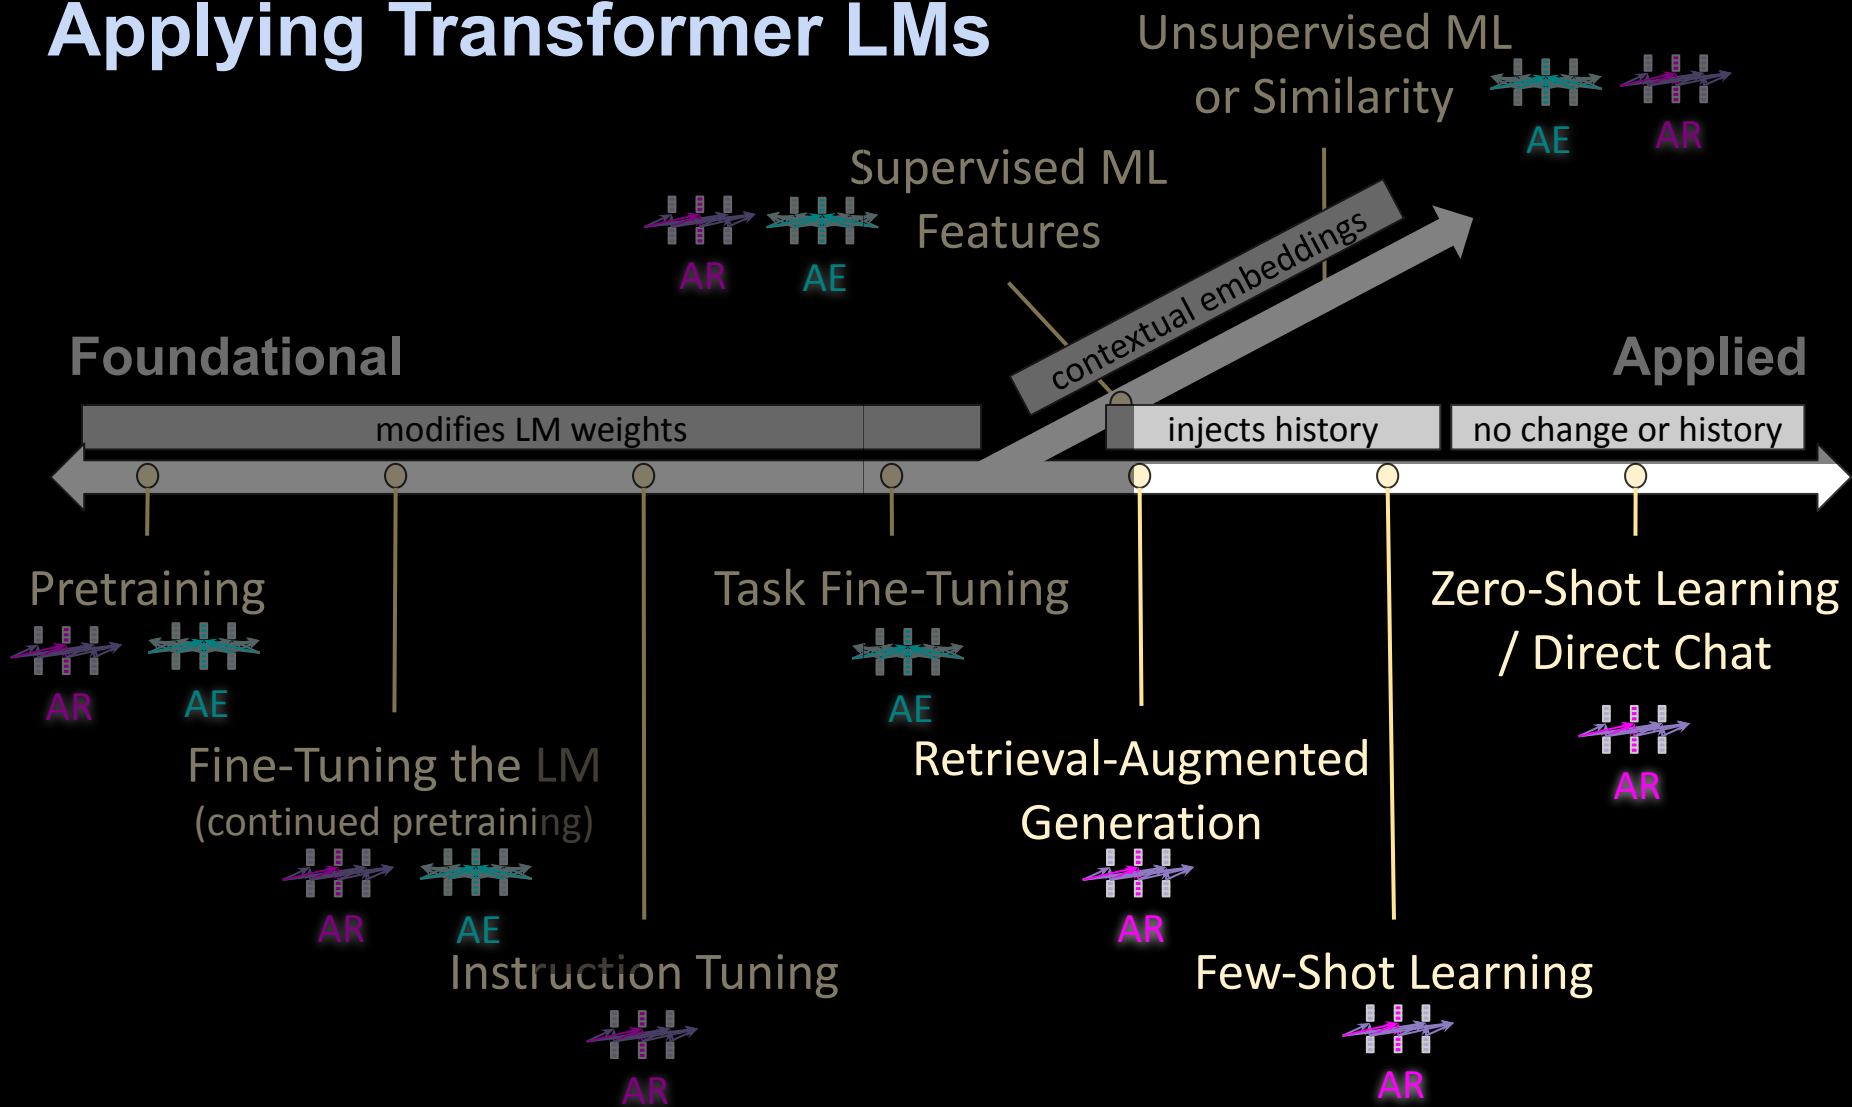 Applying Transformer LMs
Unsupervised ML
or Similarity
AE
AR
Supervised ML
Features
AR
AE
contextual embeddings
Foundational
Applied
modifies LM weights
injects history
no change or history
Pretraining
AR
AE
Task Fine-Tuning
AE
Zero-Shot Learning
/ Direct Chat
AR
Fine-Tuning the LM
(continued pretraining)
AR
AE
Retrieval-Augmented
Generation
AR
Instruction Tuning
AR
Few-Shot Learning
AR